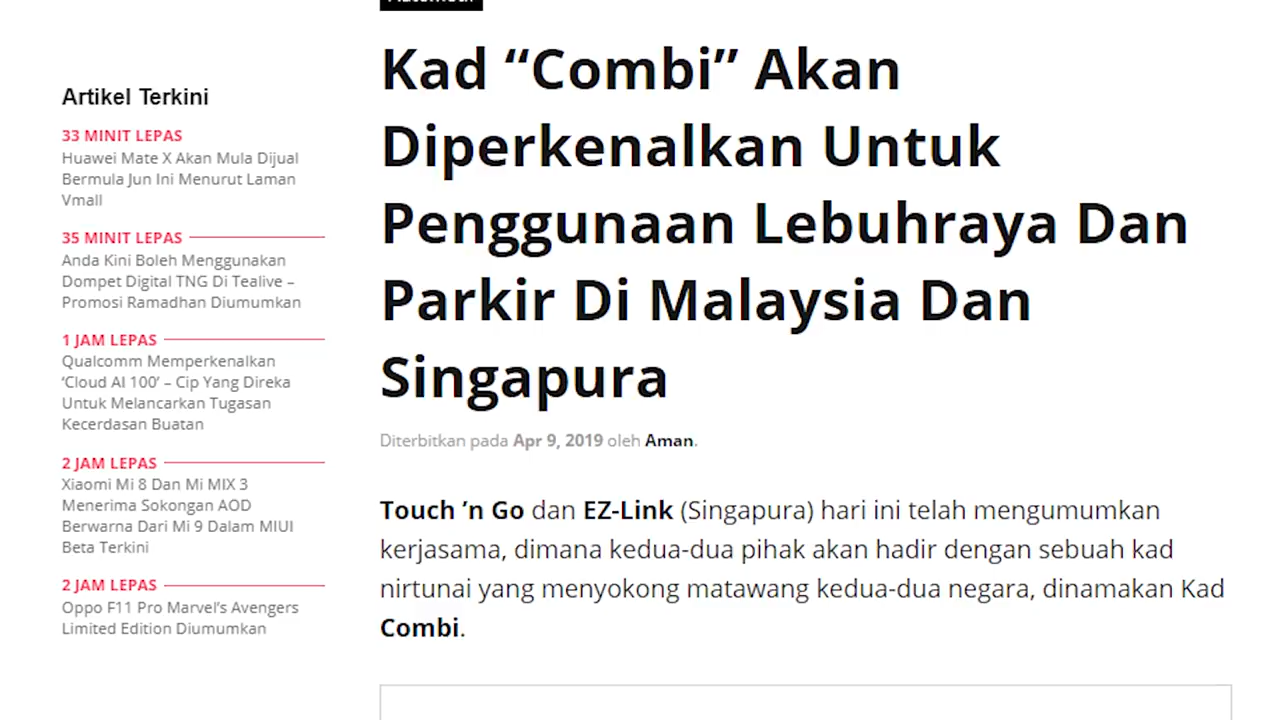 Artikel Terkini
33 MINIT LEPAS
Huawei Mate X Akan Mula Dijual
Bermula Jun Ini Menurut Laman
Vmall
35 MINIT LEPAS
Anda Kini Boleh Menggunakan
Dompet Digital TNG Di Tealive –
Promosi Ramadhan Diumumkan
1 JAM LEPAS
Qualcomm Memperkenalkan
‘Cloud AI 100’ – Cip Yang Direka
Untuk Melancarkan Tugasan
Kecerdasan Buatan
2 JAM LEPAS
Xiaomi Mi 8 Dan Mi MIX 3
Menerima Sokongan AOD
Berwarna Dari Mi 9 Dalam MIUI
Beta Terkini
2 JAM LEPAS
Oppo F11 Pro Marvel’s Avengers
Limited Edition Diumumkan
Kad “Combi” Akan
Diperkenalkan Untuk
Penggunaan Lebuhraya Dan
Parkir Di Malaysia Dan
Singapura
Diterbitkan pada Apr 9, 2019 oleh Aman.
Touch ’n Go dan EZ-Link (Singapura) hari ini telah mengumumkan
kerjasama, dimana kedua-dua pihak akan hadir dengan sebuah kad
nirtunai yang menyokong matawang kedua-dua negara, dinamakan Kad
Combi.